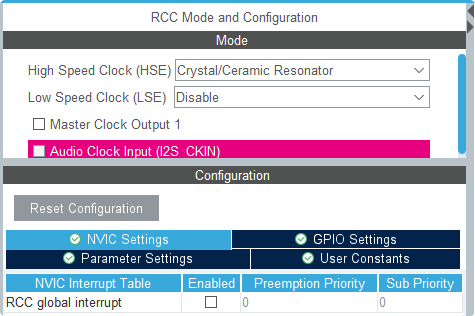 RCC Mode and Configuration
Mode
High Speed Clock (HSE) Crystal/Ceramic Resonator
Low Speed Clock (LSE) Disable
Master Clock Output 1
Audio Clock Input (I2S_CKIN)
Configuration
Reset Configuration
NVIC Settings GPIO Settings
Parameter Settings User Constants
NVIC Interrupt Table Enabled Preemption Priority Sub Priority
RCC global interrupt 0 0